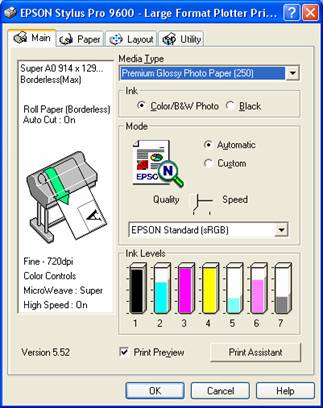 EPSON Stylus Pro 9600 - Large Format Plotter Pri...
Main
Paper
Layout
Utility
Super A0 914 x 129...
Borderless(Max)
Roll Paper (Borderless)
Auto Cut : On
A
Fine - 720dpi
Color Controls
MicroWeave : Super
High Speed : On
Version 5.52
Media Type
Premium Glossy Photo Paper (250)
Ink
Color/B&W Photo
Black
Mode
EPSO
N
Automatic
Custom
Quality
Speed
EPSON Standard (sRGB)
Ink Levels
1 2 3 4 5 6 7
Print Preview
Print Assistant
OK
Cancel
Help